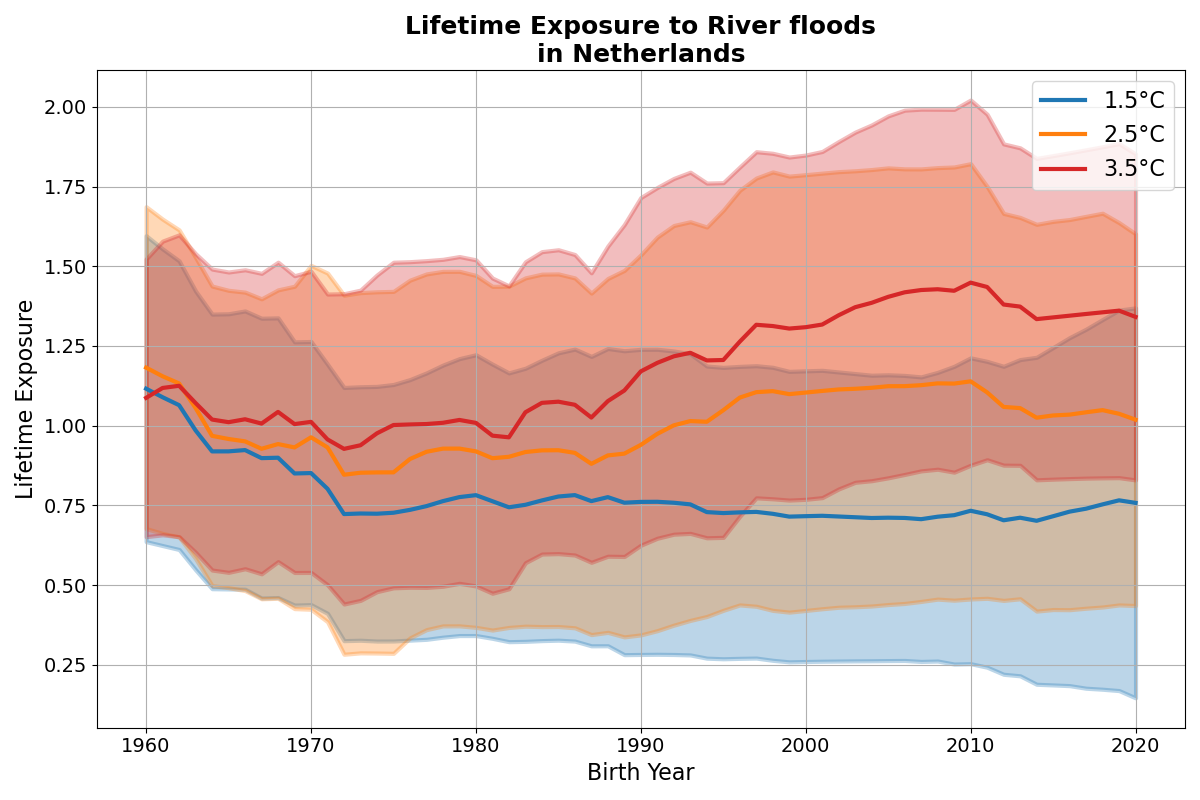 Lifetime Exposure to River floods
in Netherlands
Lifetime Exposure
2.00
1.75
1.50
1.25
1.00
0.75
0.50
0.25
1.5°C
2.5°C
3.5°C
1960 1970 1980 1990 2000 2010 2020
Birth Year